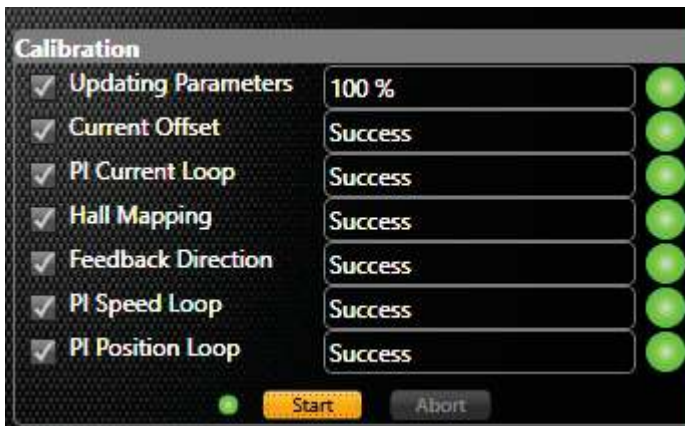 Calibration
Updating Parameters 100 %
Current Offset Success
PI Current Loop Success
Hall Mapping Success
Feedback Direction Success
PI Speed Loop Success
PI Position Loop Success
Start Abort